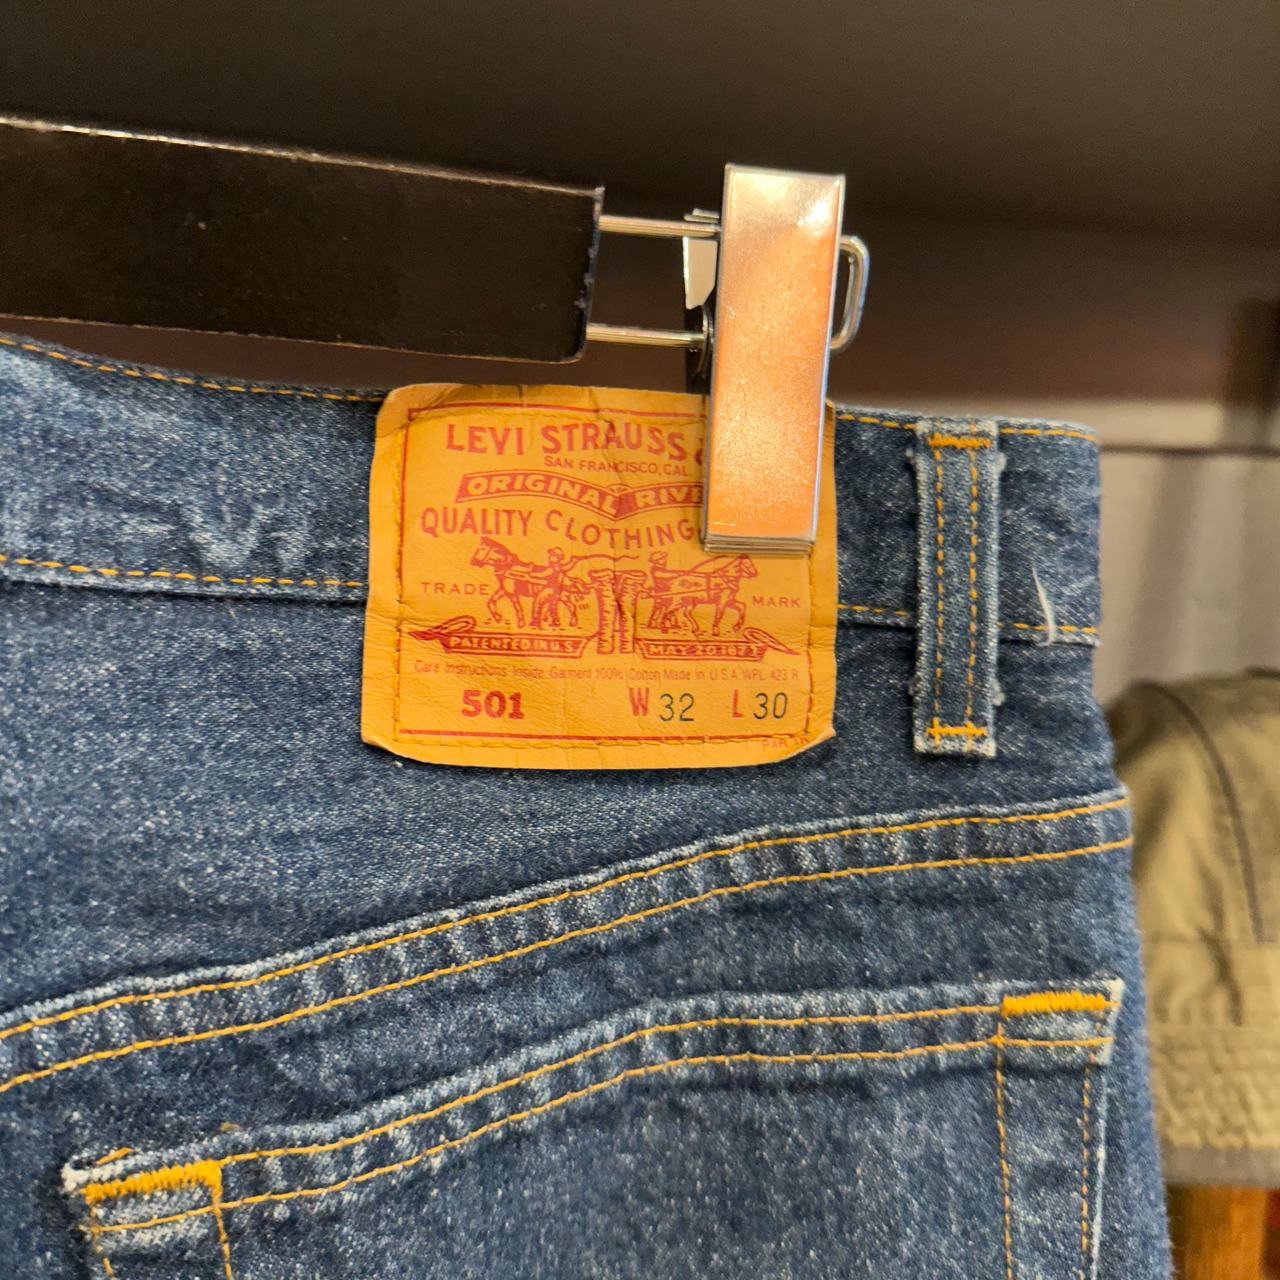 LEVI STRAUSS
SAN FRANCISCO, CAL.
ORIGINAL RIV
QUALITY CLOTHING
TRADE MARK
PATENTED IN U.S. MAY 20 1873
Care Instructions Inside Garment 100% Cotton Made in U.S.A. WPL 423 R
501 W 32 L 30